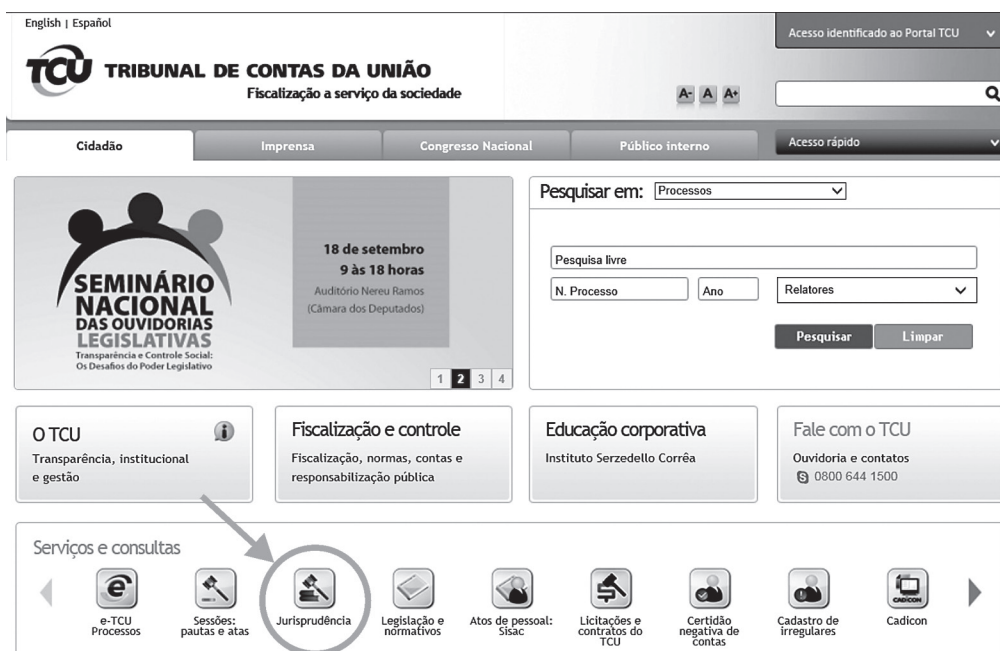 English | Español
Acesso identificado ao Portal TCU
TCU TRIBUNAL DE CONTAS DA UNIÃO
Fiscalização a serviço da sociedade
A- A A+
Cidadão
Imprensa
Congresso Nacional
Público interno
Acesso rápido
SEMINÁRIO
NACIONAL
DAS OUVIDORIAS
LEGISLATIVAS
Transparência e Controle Social:
Os Desafios do Poder Legislativo
18 de setembro
9 às 18 horas
Auditório Nereu Ramos
(Câmara dos Deputados)
1 2 3 4
Pesquisar em: Processos
Pesquisa livre
N. Processo
Ano
Relatores
Pesquisar
Limpar
O TCU
Transparência, institucional
e gestão
Fiscalização e controle
Fiscalização, normas, contas e
responsabilização pública
Educação corporativa
Instituto Serzedello Corrêa
Fale com o TCU
Ouvidoria e contatos
0800 644 1500
Serviços e consultas
e-TCU
Processos
Sessões:
pautas e atas
Jurisprudência
Legislação e
normativos
Atos de pessoal:
Sisac
Licitações e
contratos do
TCU
Certidão
negativa de
contas
Cadastro de
irregulares
CADICON
Cadicon